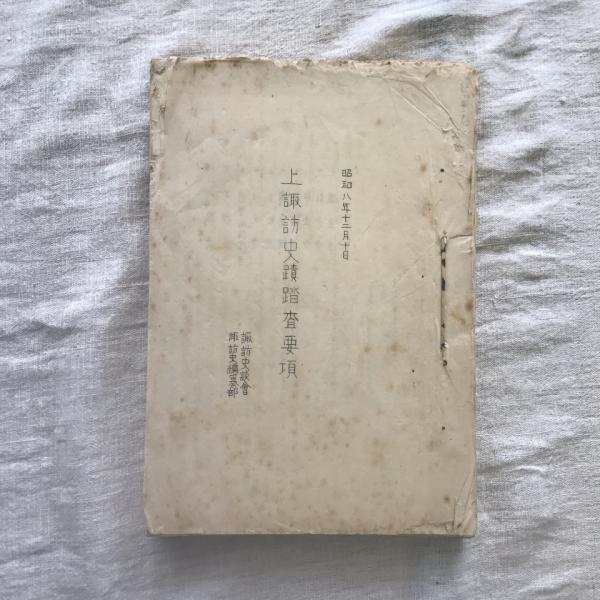 昭和八年十二月十日
上諏訪史蹟踏査要項
諏訪史談會
諏訪史編纂部